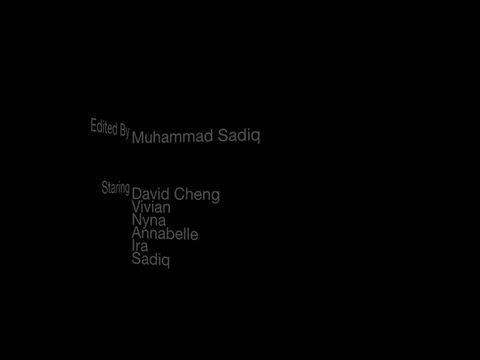 Edited By Muhammad Sadiq
Staring David Cheng
Vivian
Nyna
Annabelle
Ira
Sadiq